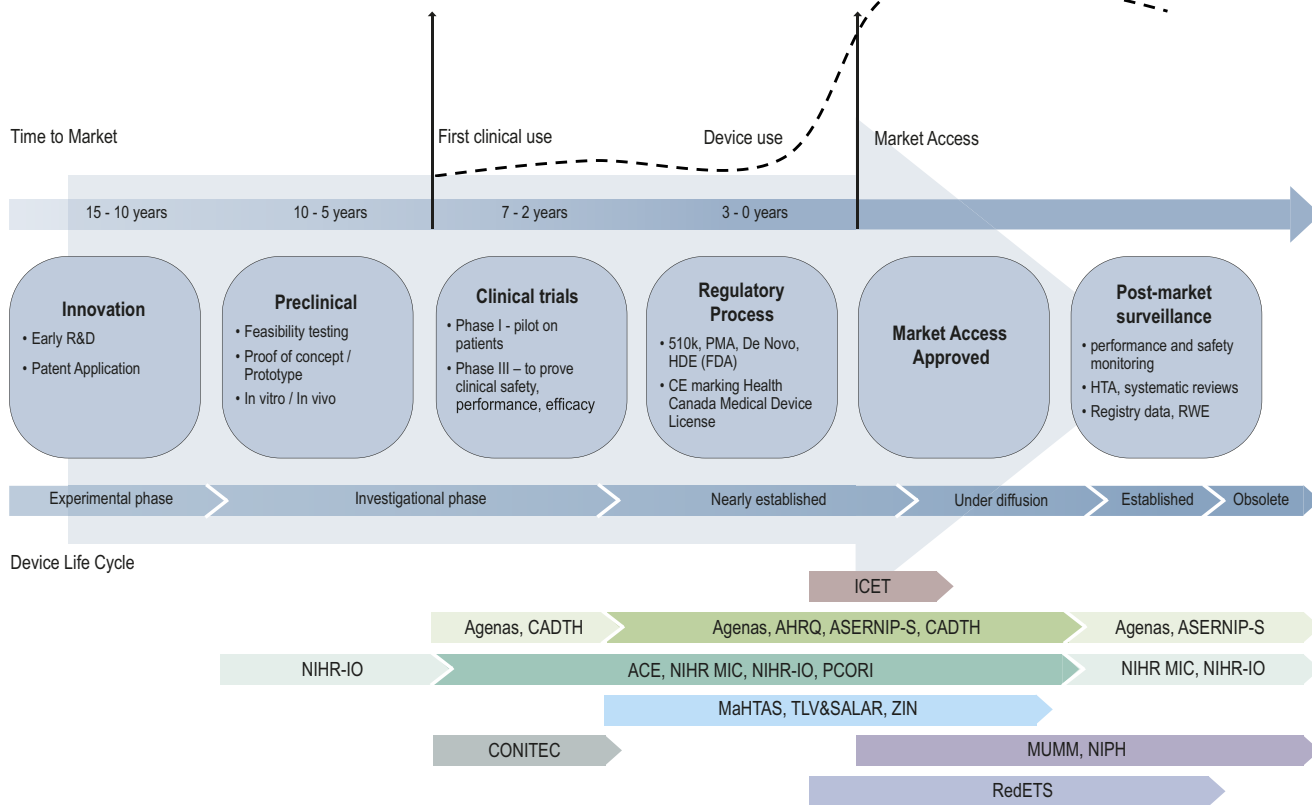 Time to Market
First clinical use
Device use
Market Access
15 - 10 years
10 - 5 years
7 - 2 years
3 - 0 years
Innovation
• Early R&D
• Patent Application
Preclinical
• Feasibility testing
• Proof of concept /
Prototype
• In vitro / In vivo
Clinical trials
• Phase I - pilot on
patients
• Phase III – to prove
clinical safety,
performance, efficacy
Regulatory
Process
• 510k, PMA, De Novo,
HDE (FDA)
• CE marking Health
Canada Medical Device
License
Market Access
Approved
Post-market
surveillance
• performance and safety
monitoring
• HTA, systematic reviews
• Registry data, RWE
Experimental phase
Investigational phase
Nearly established
Under diffusion
Established
Obsolete
Device Life Cycle
ICET
Agenas, CADTH
Agenas, AHRQ, ASERNIP-S, CADTH
Agenas, ASERNIP-S
NIHR-IO
ACE, NIHR MIC, NIHR-IO, PCORI
NIHR MIC, NIHR-IO
MaHTAS, TLV&SALAR, ZIN
CONITEC
MUMM, NIPH
RedETS